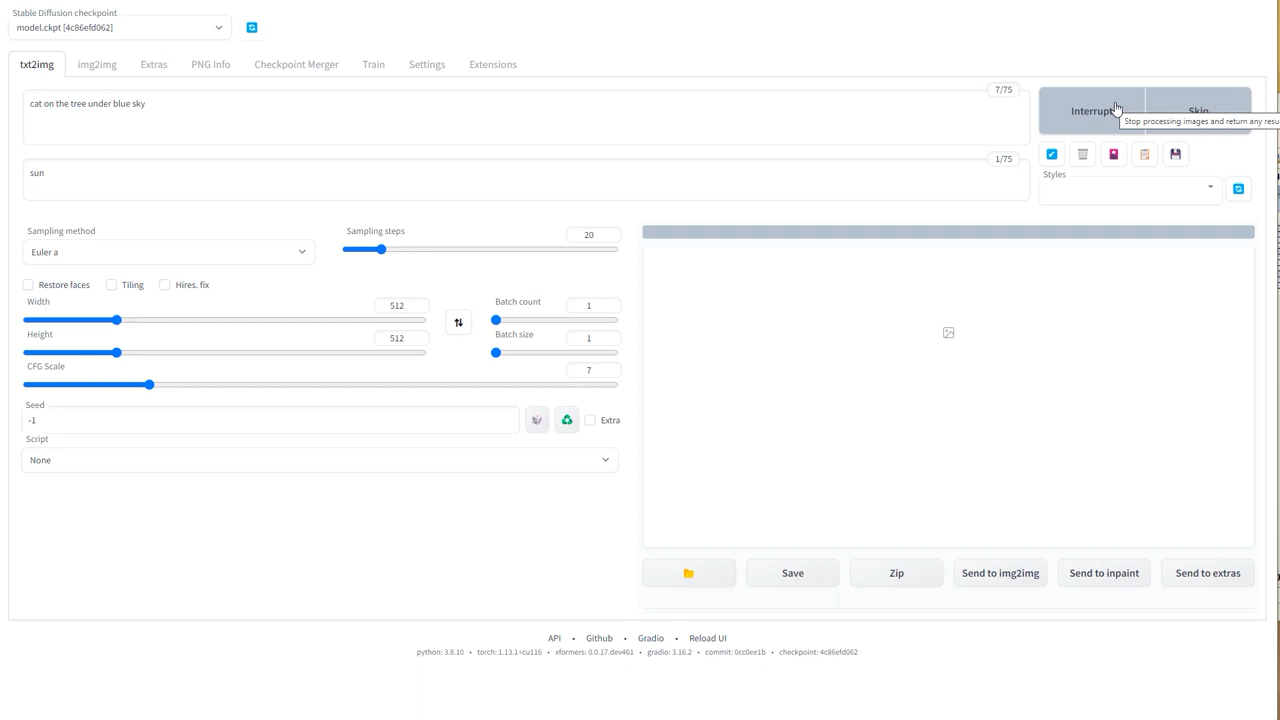 Stable Diffusion checkpoint
model.ckpt [4c86efd062]
txt2img
img2img
Extras
PNG Info
Checkpoint Merger
Train
Settings
Extensions
7/75
cat on the tree under blue sky
Interrupt
Skip
Stop processing images and return any resu
1/75
sun
Styles
Sampling method
Euler a
Sampling steps
20
Restore faces
Tiling
Hires. fix
Width
512
Height
512
Batch count
1
Batch size
1
CFG Scale
7
Seed
-1
Extra
Script
None
Save
Zip
Send to img2img
Send to inpaint
Send to extras
API • Github • Gradio • Reload UI
python: 3.8.10 • torch: 1.13.1+cu116 • xformers: 0.0.17.dev461 • gradio: 3.16.2 • commit: 0cc0ee1b • checkpoint: 4c86efd062